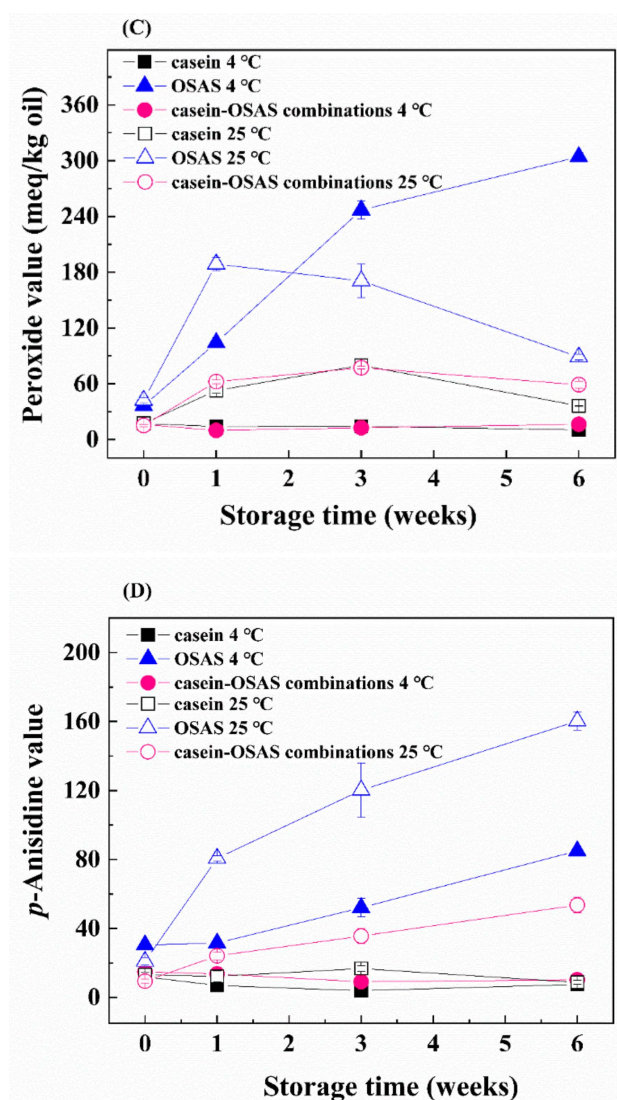 (C)
casein 4 ℃
OSAS 4 ℃
casein-OSAS combinations 4 ℃
casein 25 ℃
OSAS 25 ℃
casein-OSAS combinations 25 ℃
360
300
240
180
120
60
0
Peroxide value (meq/kg oil)
0 1 2 3 4 5 6
Storage time (weeks)
(D)
casein 4 ℃
OSAS 4 ℃
casein-OSAS combinations 4 ℃
casein 25 ℃
OSAS 25 ℃
casein-OSAS combinations 25 ℃
200
160
120
80
40
0
p-Anisidine value
0 1 2 3 4 5 6
Storage time (weeks)